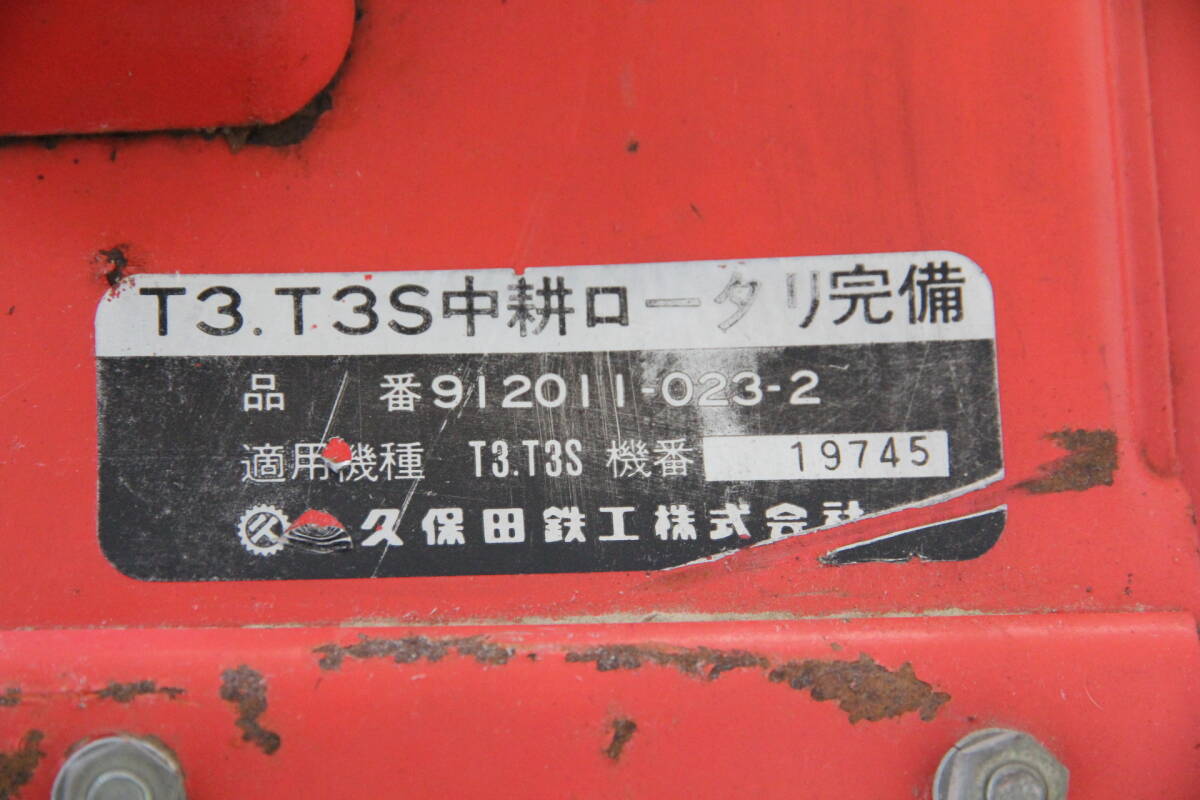 T3.T3S中耕ロータリ完備
品 番912011-023-2
適用機種 T3.T3S 機番 19745
久保田鉄工株式会社